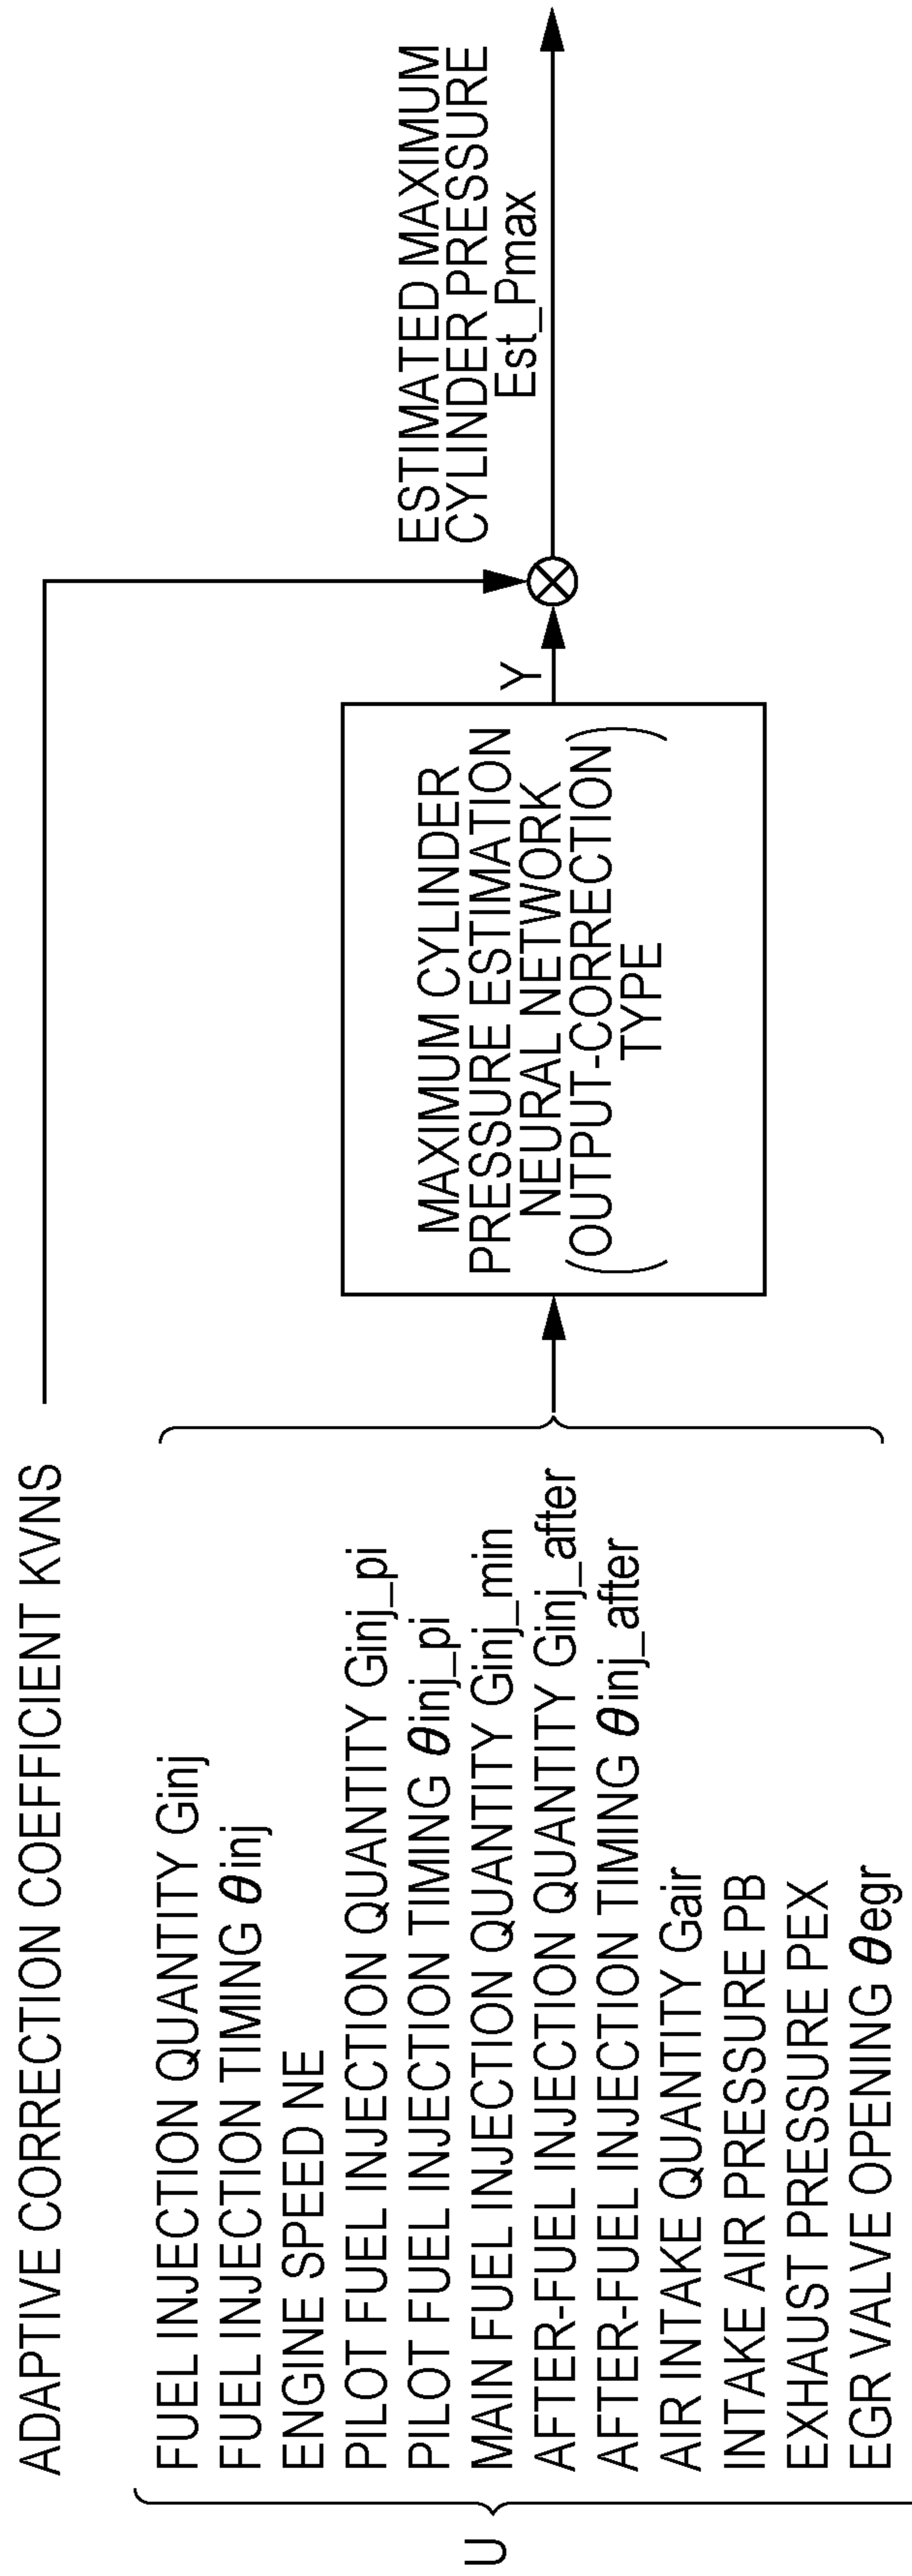 ADAPTIVE CORRECTION COEFFICIENT KVNS
U
FUEL INJECTION QUANTITY Ginj
FUEL INJECTION TIMING θinj
ENGINE SPEED NE
PILOT FUEL INJECTION QUANTITY Ginj_pi
PILOT FUEL INJECTION TIMING θinj_pi
MAIN FUEL INJECTION QUANTITY Ginj_min
AFTER-FUEL INJECTION QUANTITY Ginj_after
AFTER-FUEL INJECTION TIMING θinj_after
AIR INTAKE QUANTITY Gair
INTAKE AIR PRESSURE PB
EXHAUST PRESSURE PEX
EGR VALVE OPENING θegr
MAXIMUM CYLINDER
PRESSURE ESTIMATION
NEURAL NETWORK
(OUTPUT-CORRECTION
TYPE)
Y
ESTIMATED MAXIMUM
CYLINDER PRESSURE
Est_Pmax